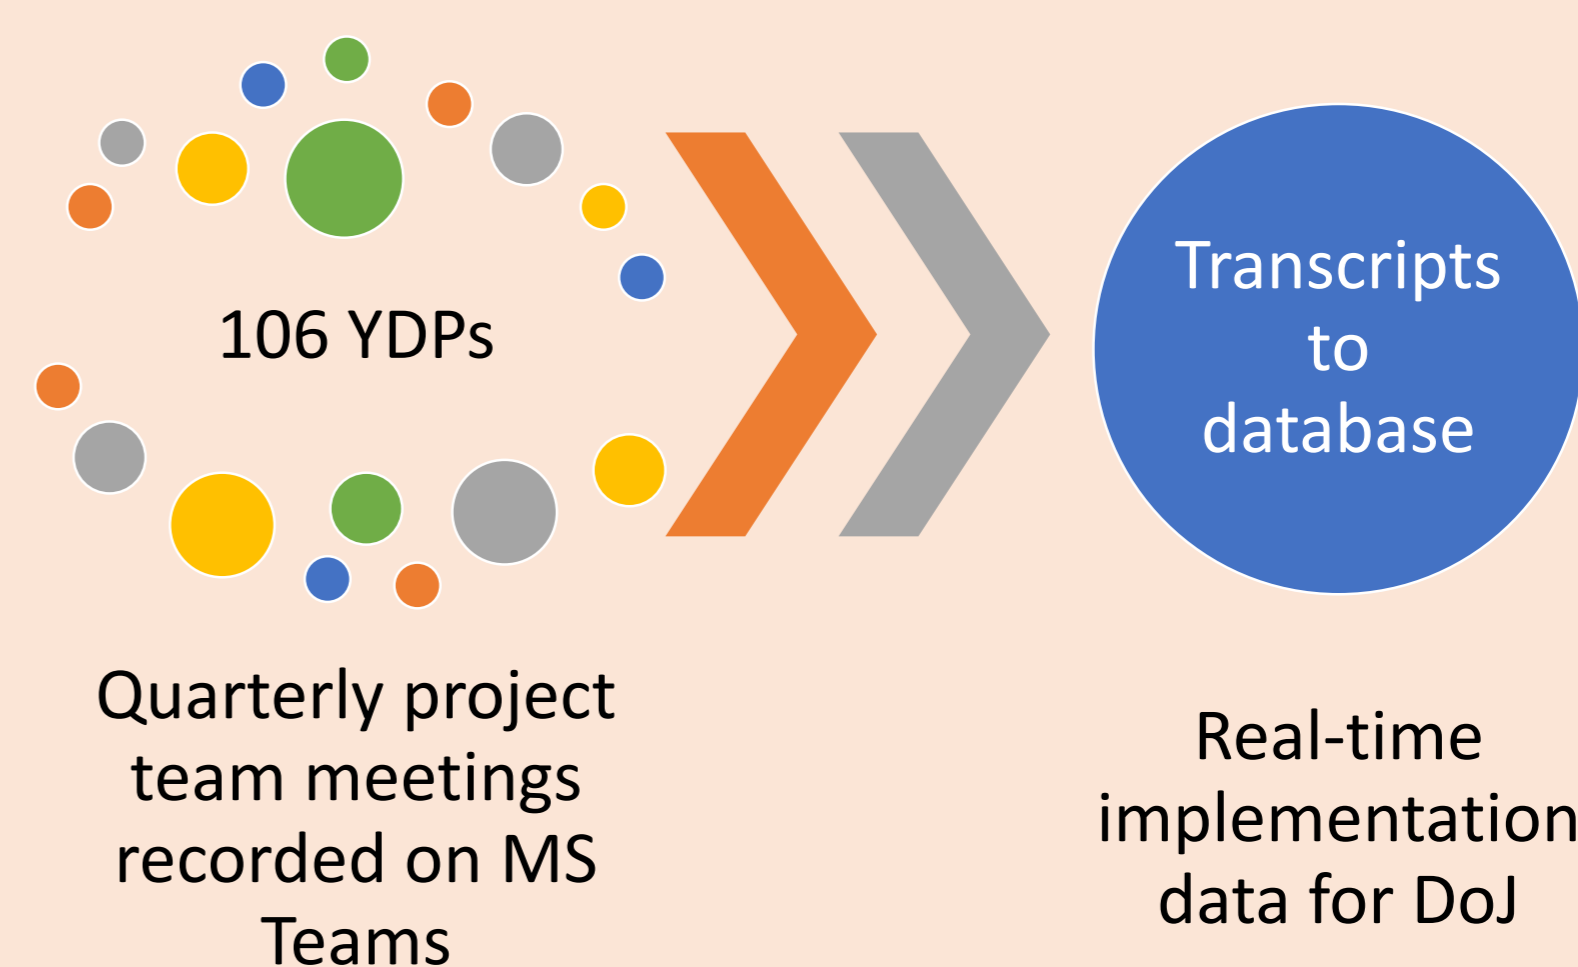 106 YDPs
Transcripts
to
database
Quarterly project
team meetings
recorded on MS
Teams
Real-time
implementation
data for DoJ